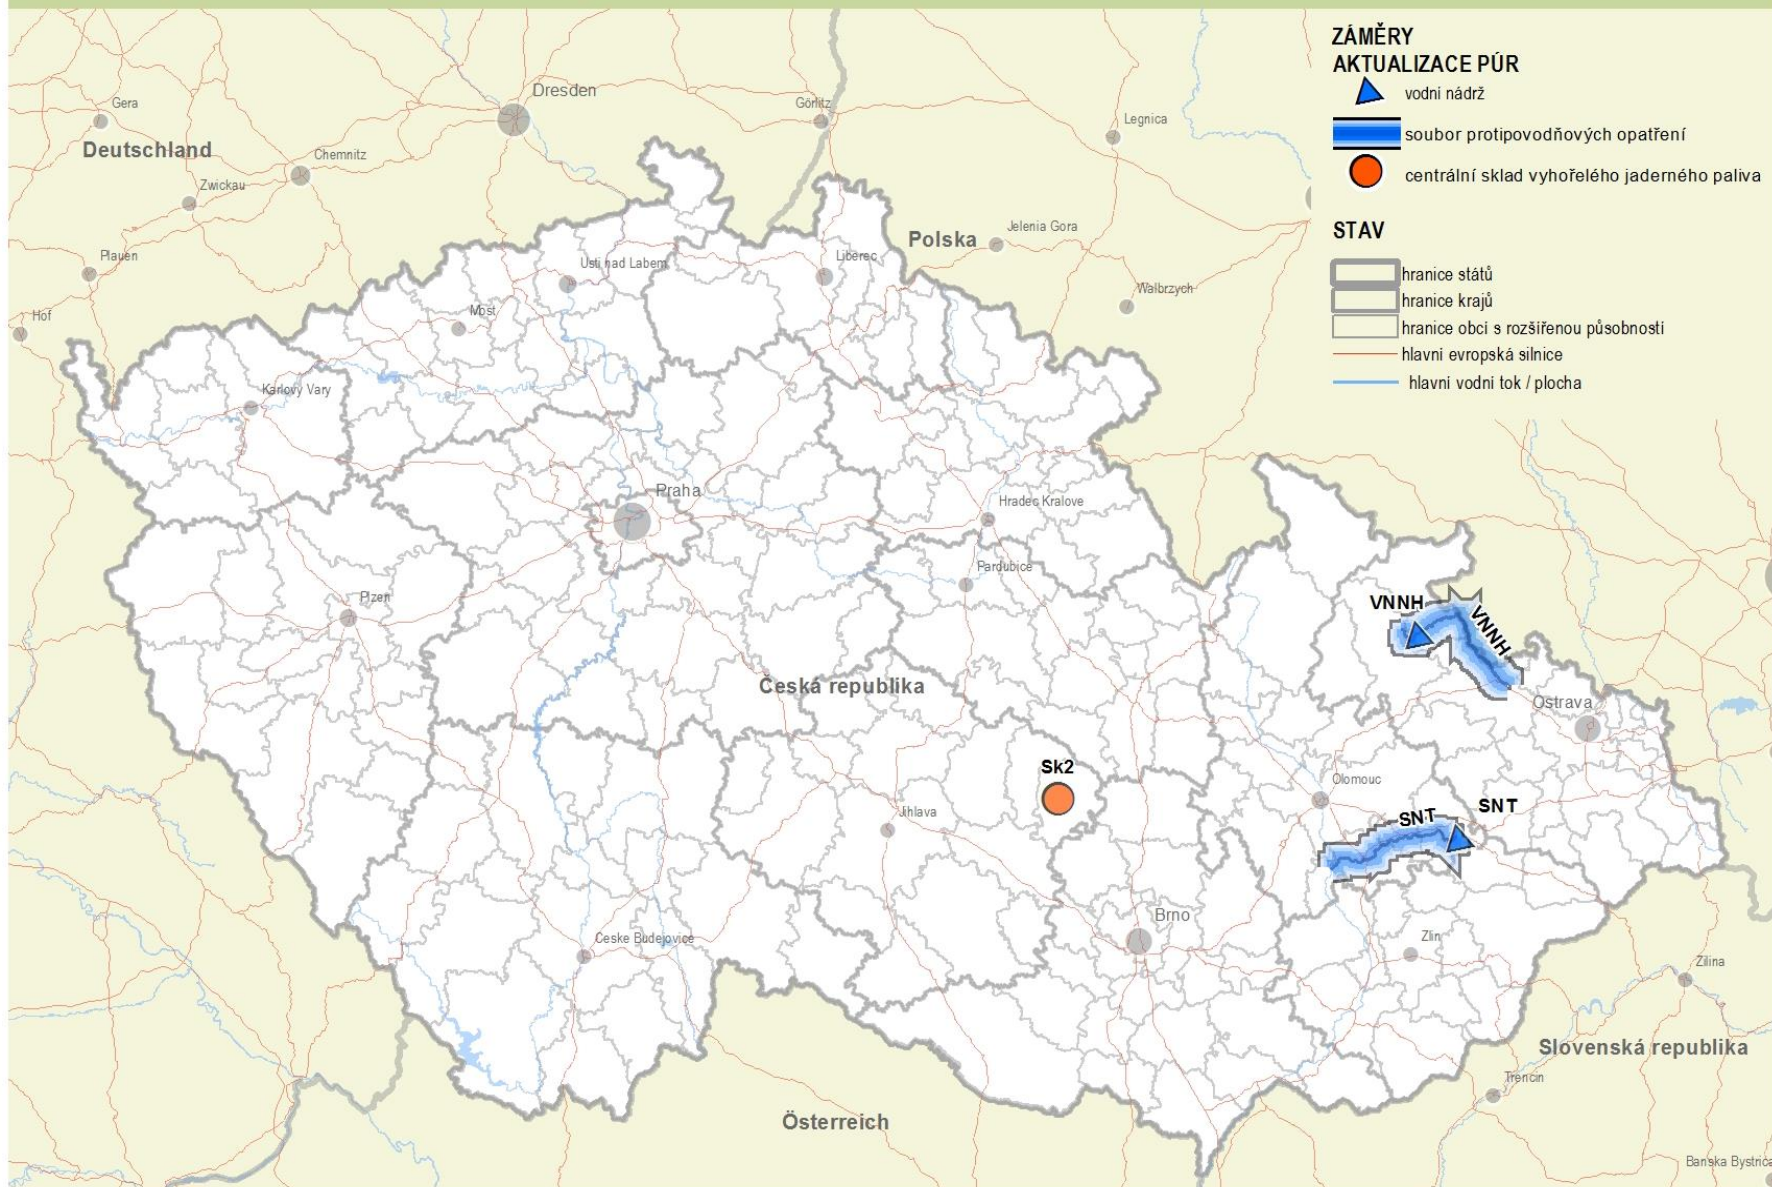 ZÁMĚRY
AKTUALIZACE PÚR
vodní nádrž
soubor protipovodňových opatření
centrální sklad vyhořelého jaderného paliva
STAV
hranice států
hranice krajů
hranice obcí s rozšířenou působností
hlavní evropská silnice
hlavní vodní tok / plocha
Dresden
Görlitz
Gera
Legnica
Deutschland
Chemnitz
Zwickau
Jelenia Gora
Polska
Plauen
Liberec
Usti nad Labem
Wałbrzych
Hof
Most
Karlovy Vary
Praha
Hradec Kralove
Pardubice
Plzen
VNNH
VNNH
Česká republika
Ostrava
Sk2
Olomouc
SNT
SNT
Jihlava
Brno
Ceske Budejovice
Zlin
Zilina
Slovenská republika
Trencin
Österreich
Banska Bystrica